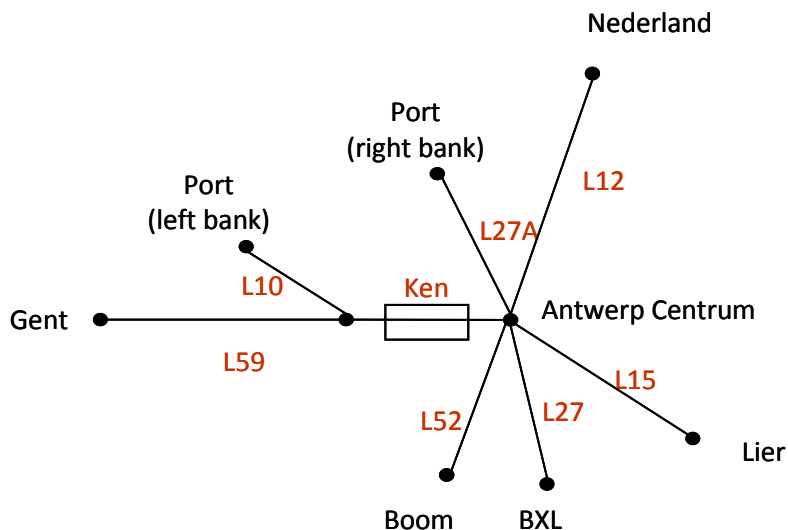 Nederland
Port
(right bank)
L12
Port
(left bank)
L27A
L10
Ken
Gent
Antwerp Centrum
L59
L15
L52
L27
Lier
Boom
BXL